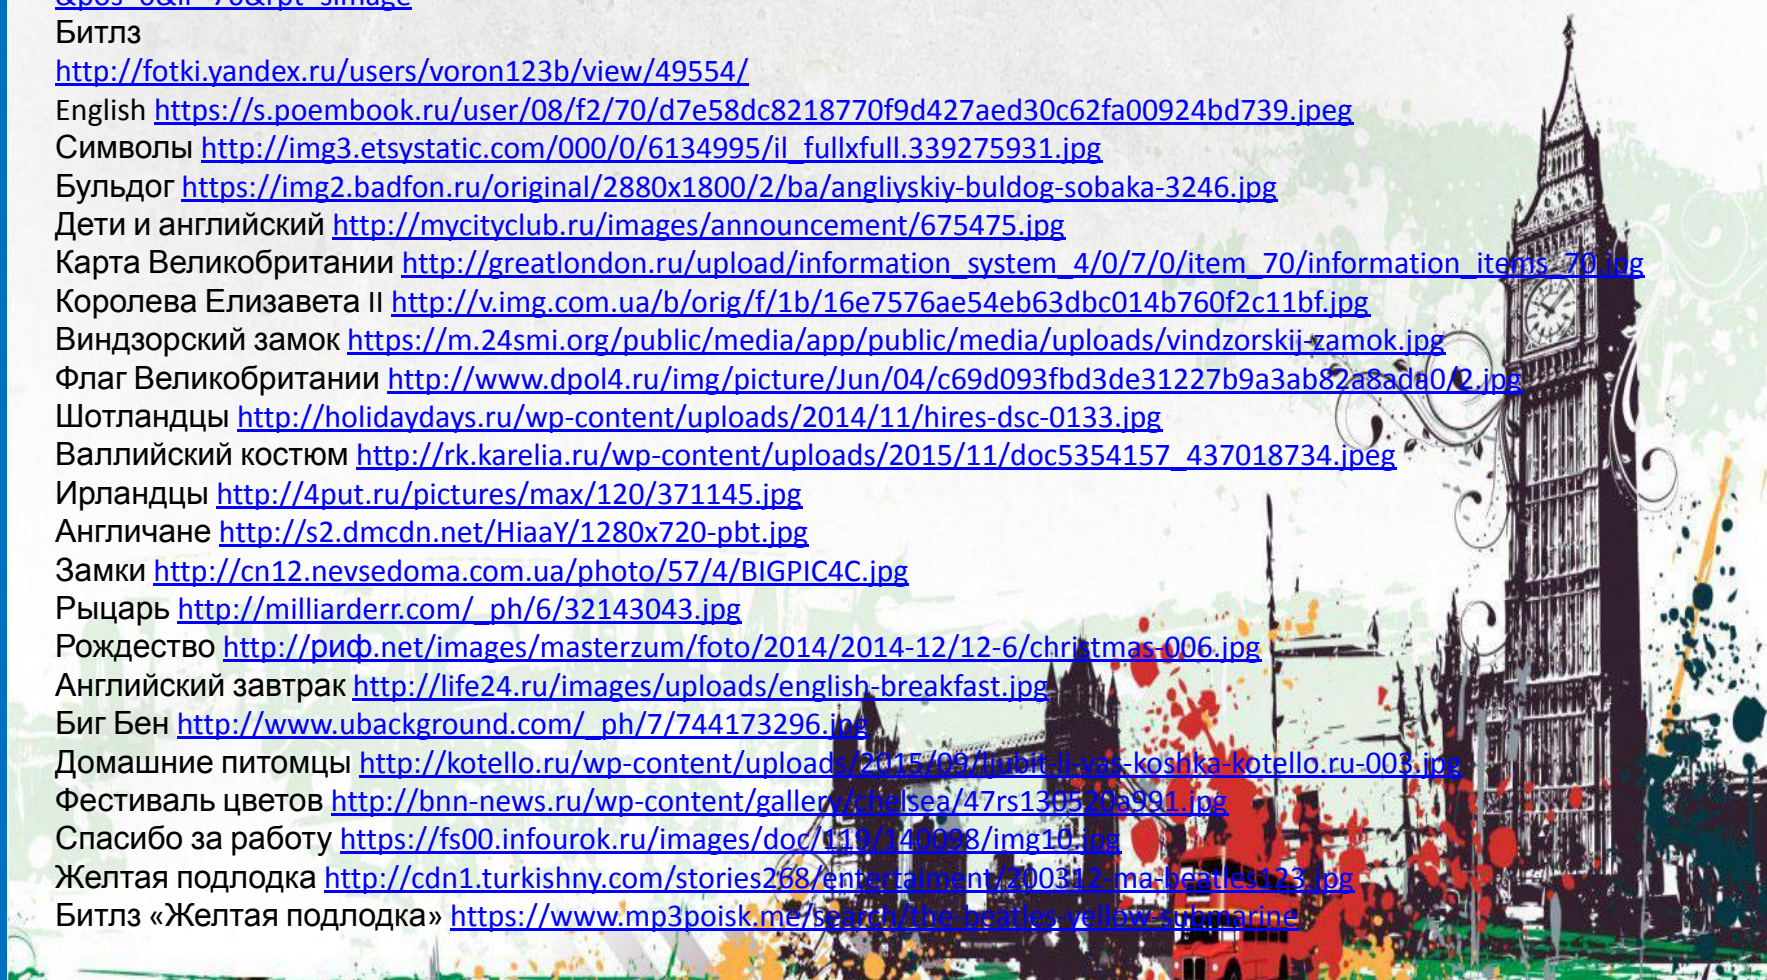 &pos=6&lr=76&rpt=simage
Битлз
http://fotki.yandex.ru/users/voron123b/view/49554/
English https://s.poembook.ru/user/08/f2/70/d7e58dc8218770f9d427aed30c62fa00924bd739.jpeg
Символы http://img3.etsystatic.com/000/0/6134995/il_fullxfull.339275931.jpg
Бульдог https://img2.badfon.ru/original/2880x1800/2/ba/angliyskiy-buldog-sobaka-3246.jpg
Дети и английский http://mycityclub.ru/images/announcement/675475.jpg
Карта Великобритании http://greatlondon.ru/upload/information_system_4/0/7/0/item_70/information_items_70.jpg
Королева Елизавета II http://v.img.com.ua/b/orig/f/1b/16e7576ae54eb63dbc014b760f2c11bf.jpg
Виндзорский замок https://m.24smi.org/public/media/app/public/media/uploads/vindzorskij-zamok.jpg
Флаг Великобритании http://www.dpol4.ru/img/picture/Jun/04/c69d093fbd3de31227b9a3ab82a8ada0/2.jpg
Шотландцы http://holidaydays.ru/wp-content/uploads/2014/11/hires-dsc-0133.jpg
Валлийский костюм http://rk.karelia.ru/wp-content/uploads/2015/11/doc5354157_437018734.jpeg
Ирландцы http://4put.ru/pictures/max/120/371145.jpg
Англичане http://s2.dmcdn.net/HiaaY/1280x720-pbt.jpg
Замки http://cn12.nevsedoma.com.ua/photo/57/4/BIGPIC4C.jpg
Рыцарь http://milliarderr.com/_ph/6/32143043.jpg
Рождество http://риф.net/images/masterzum/foto/2014/2014-12/12-6/christmas-006.jpg
Английский завтрак http://life24.ru/images/uploads/english-breakfast.jpg
Биг Бен http://www.ubackground.com/_ph/7/744173296.jpg
Домашние питомцы http://kotello.ru/wp-content/uploads/2015/09/ljubit-li-vas-koshka-kotello.ru-003.jpg
Фестиваль цветов http://bnn-news.ru/wp-content/gallery/chelsea/47rs130520a991.jpg
Спасибо за работу https://fs00.infourok.ru/images/doc/119/140098/img10.jpg
Желтая подлодка http://cdn1.turkishny.com/stories268/entertaiment/200312-ma-beatles123.jpg
Битлз «Желтая подлодка» https://www.mp3poisk.me/search/the-beatles-yellow-submarine